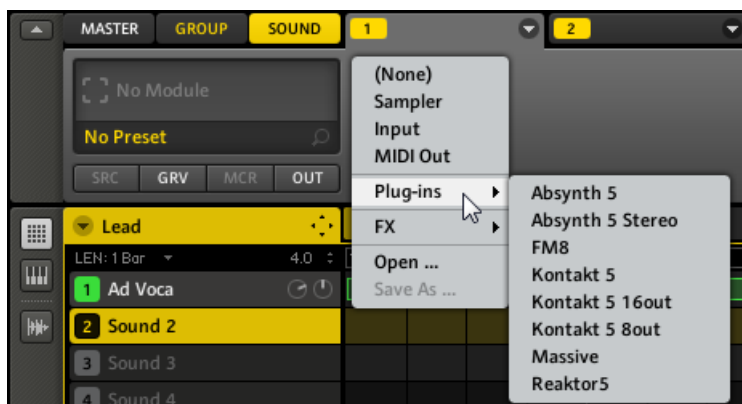 MASTER GROUP SOUND 1 2
No Module
No Preset
SRC GRV MCR OUT
(None)
Sampler
Input
MIDI Out
Plug-ins
FX
Open ...
Save As ...
Absynth 5
Absynth 5 Stereo
FM8
Kontakt 5
Kontakt 5 16out
Kontakt 5 8out
Massive
Reaktor5
Lead
LEN: 1 Bar 4.0
1 Ad Voca
2 Sound 2
3 Sound 3
4 Sound 4